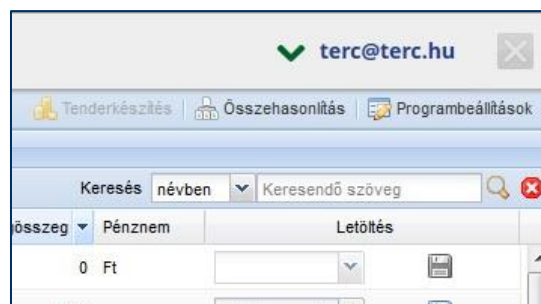 terc@terc.hu
Tenderkészítés Összehasonlítás Programbeállítások
Keresés névben Keresendő szöveg
összeg Pénznem Letöltés
0 Ft